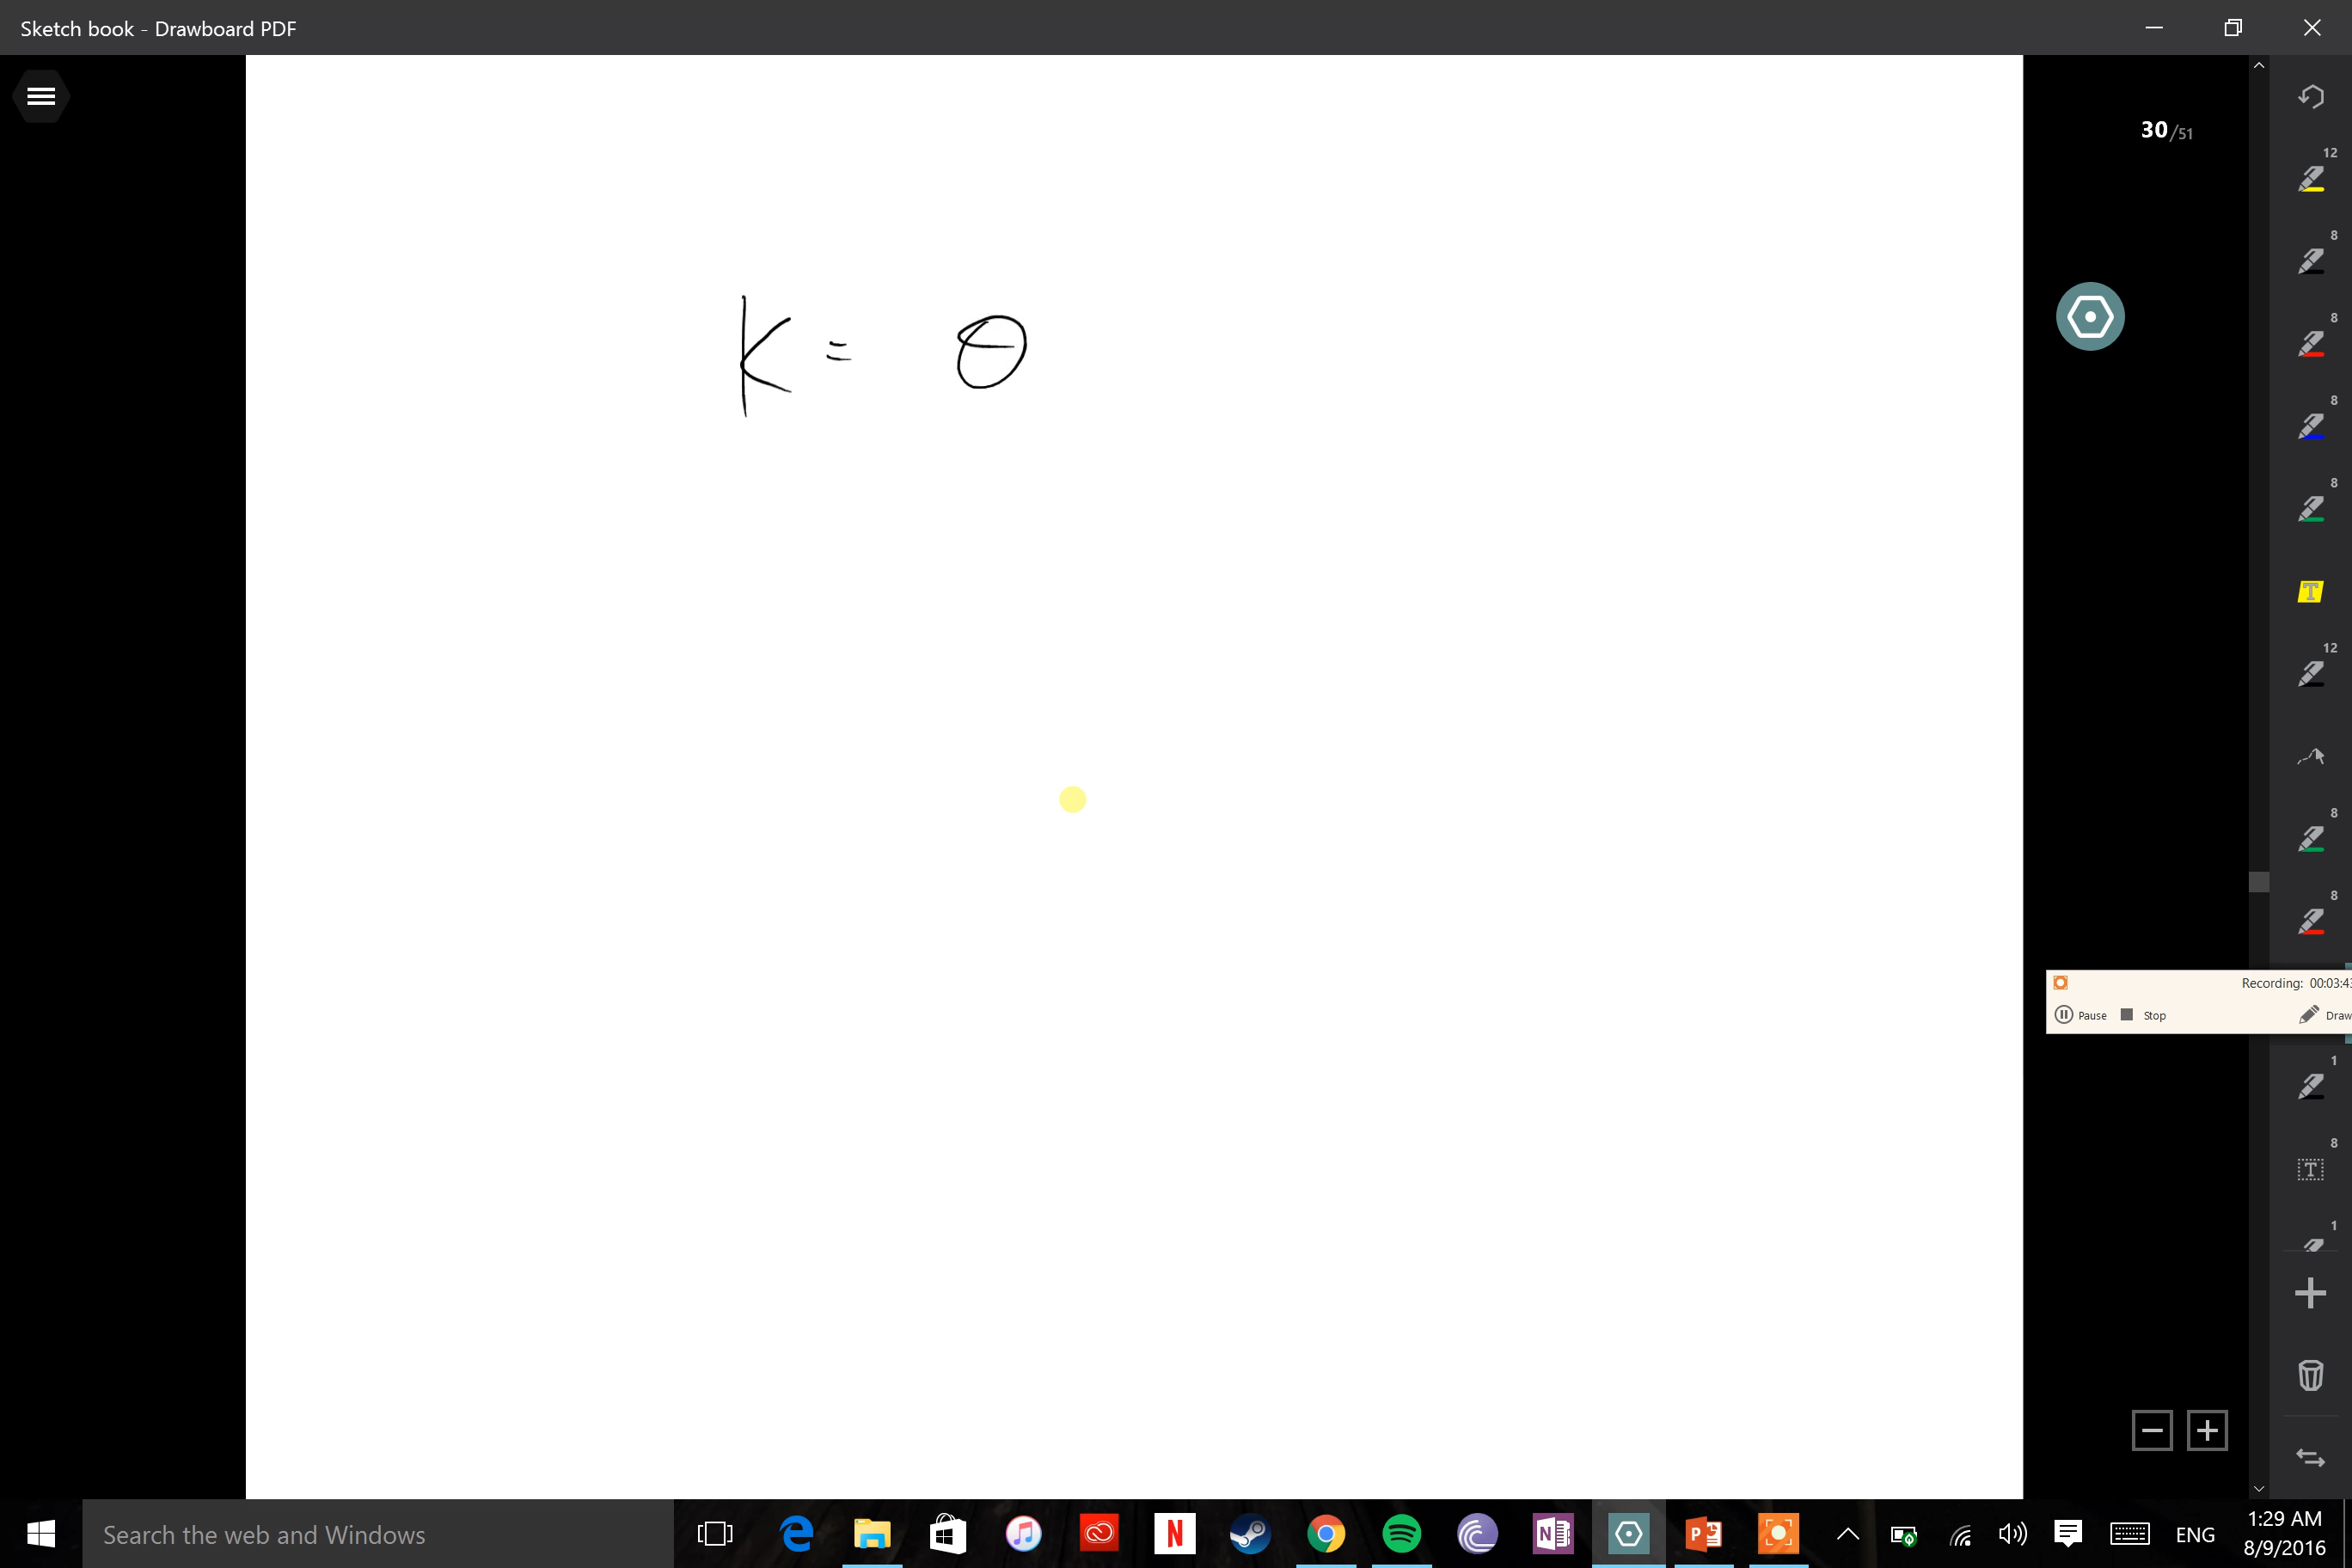 Sketch book - Drawboard PDF
30/51
12
8
K = θ
8
8
8
T
12
8
8
Recording: 00:03:4
Pause Stop Draw
1
8
T
1
Search the web and Windows
N
N
P
ENG
1:29 AM
8/9/2016